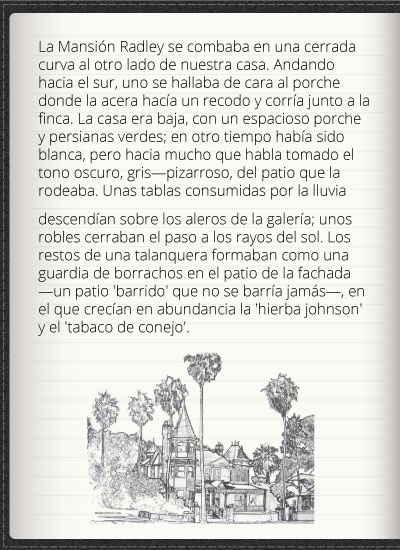 La Mansión Radley se combaba en una cerrada
curva al otro lado de nuestra casa. Andando
hacia el sur, uno se hallaba de cara al porche
donde la acera hacía un recodo y corría junto a la
finca. La casa era baja, con un espacioso porche
y persianas verdes; en otro tiempo había sido
blanca, pero hacia mucho que habla tomado el
tono oscuro, gris—pizarroso, del patio que la
rodeaba. Unas tablas consumidas por la lluvia
descendían sobre los aleros de la galería; unos
robles cerraban el paso a los rayos del sol. Los
restos de una talanquera formaban como una
guardia de borrachos en el patio de la fachada
—un patio 'barrido' que no se barría jamás—, en
el que crecían en abundancia la 'hierba johnson'
y el 'tabaco de conejo'.